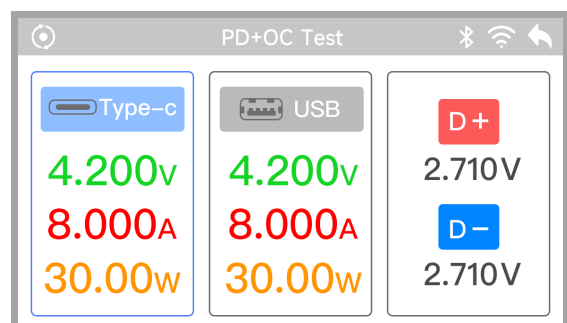 PD+OC Test
Type-c
4.200V
8.000A
30.00W
USB
4.200V
8.000A
30.00W
D+
2.710V
D-
2.710V